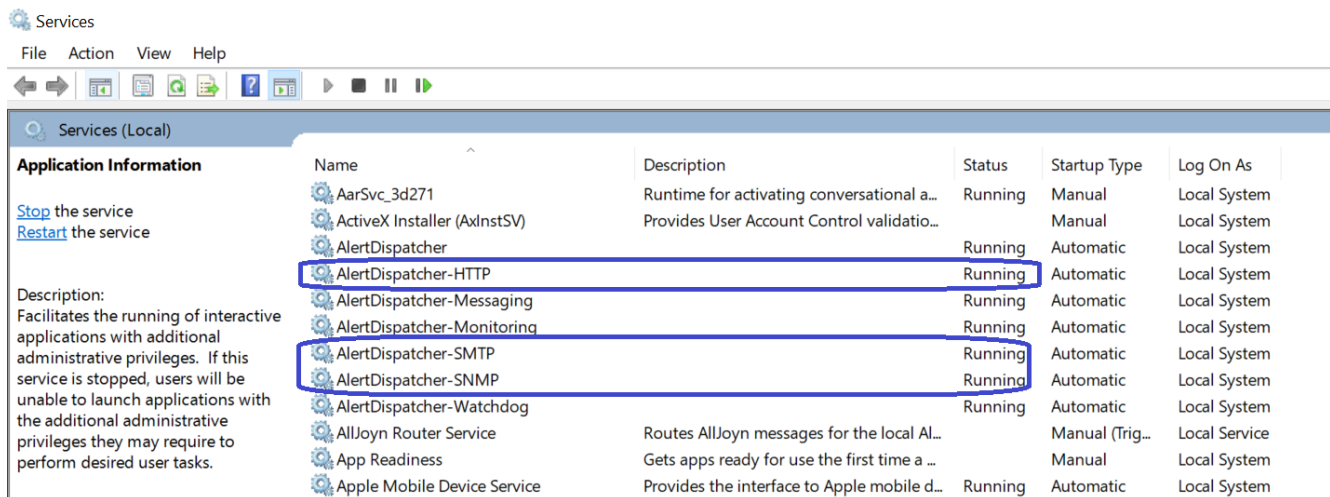 Services
File Action View Help
Services (Local)
Application Information
Stop the service
Restart the service
Description:
Facilitates the running of interactive
applications with additional
administrative privileges. If this
service is stopped, users will be
unable to launch applications with
the additional administrative
privileges they may require to
perform desired user tasks.
Name Description Status Startup Type Log On As
AarSvc_3d271 Runtime for activating conversational a... Running Manual Local System
ActiveX Installer (AxInstSV) Provides User Account Control validatio... Manual Local System
AlertDispatcher Running Automatic Local System
AlertDispatcher-HTTP Running Automatic Local System
AlertDispatcher-Messaging Running Automatic Local System
AlertDispatcher-Monitoring Running Automatic Local System
AlertDispatcher-SMTP Running Automatic Local System
AlertDispatcher-SNMP Running Automatic Local System
AlertDispatcher-Watchdog Running Automatic Local System
AllJoyn Router Service Routes AllJoyn messages for the local Al... Manual (Trig... Local Service
App Readiness Gets apps ready for use the first time a ... Manual Local System
Apple Mobile Device Service Provides the interface to Apple mobile d... Running Automatic Local System